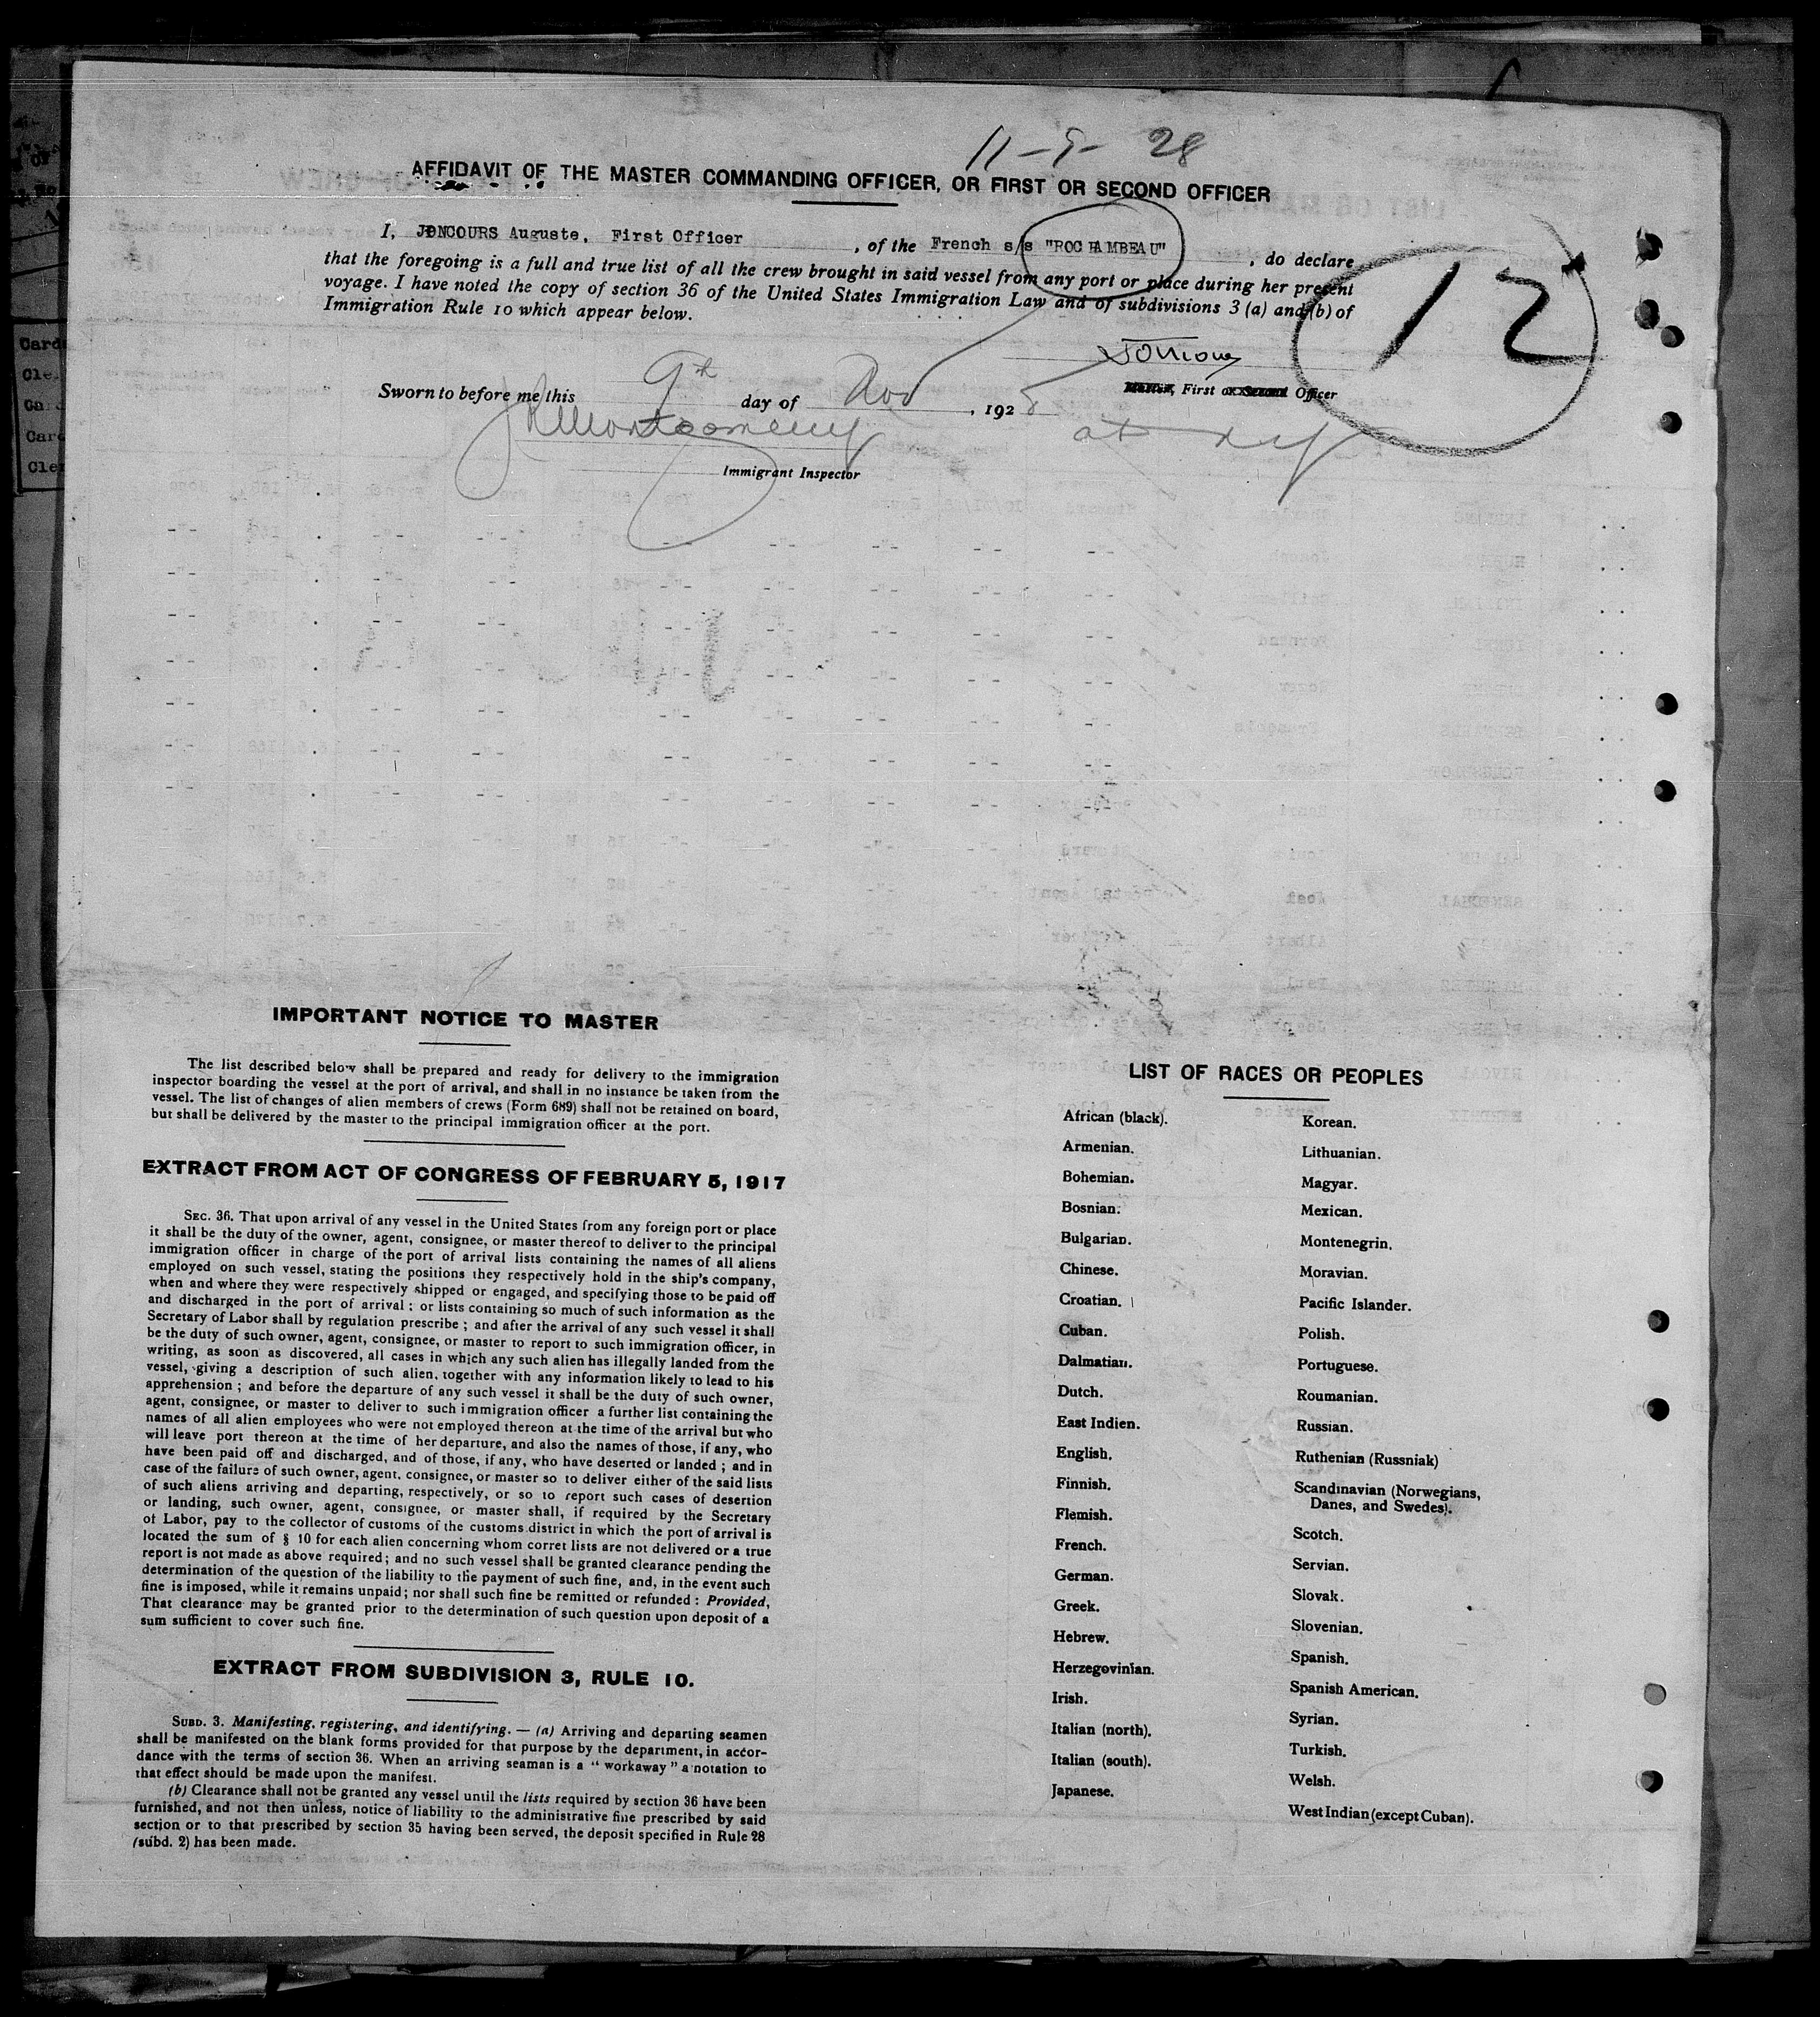 11-9-28
AFFIDAVIT OF THE MASTER COMMANDING OFFICER, OR FIRST OR SECOND OFFICER
I, JONCOURS Auguste, First Officer, of the French s/s "ROCHAMBEAU", do declare
that the foregoing is a full and true list of all the crew brought in said vessel from any port or place during her present
voyage. I have noted the copy of section 36 of the United States Immigration Law and of subdivisions 3 (a) and (b) of
Immigration Rule 10 which appear below.
12
Sworn to before me this 9th day of Nov, 1928
Master, First or Second Officer
Montgomery
at NY
Immigrant Inspector
IMPORTANT NOTICE TO MASTER
The list described below shall be prepared and ready for delivery to the immigration
inspector boarding the vessel at the port of arrival, and shall in no instance be taken from the
vessel. The list of changes of alien members of crews (Form 689) shall not be retained on board,
but shall be delivered by the master to the principal immigration officer at the port.
EXTRACT FROM ACT OF CONGRESS OF FEBRUARY 5, 1917
SEC. 36. That upon arrival of any vessel in the United States from any foreign port or place
it shall be the duty of the owner, agent, consignee, or master thereof to deliver to the principal
immigration officer in charge of the port of arrival lists containing the names of all aliens
employed on such vessel, stating the positions they respectively hold in the ship's company,
when and where they were respectively shipped or engaged, and specifying those to be paid off
and discharged in the port of arrival : or lists containing so much of such information as the
Secretary of Labor shall by regulation prescribe ; and after the arrival of any such vessel it shall
be the duty of such owner, agent, consignee, or master to report to such immigration officer, in
writing, as soon as discovered, all cases in which any such alien has illegally landed from the
vessel, giving a description of such alien, together with any information likely to lead to his
apprehension ; and before the departure of any such vessel it shall be the duty of such owner,
agent, consignee, or master to deliver to such immigration officer a further list containing the
names of all alien employees who were not employed thereon at the time of the arrival but who
will leave port thereon at the time of her departure, and also the names of those, if any, who
have been paid off and discharged, and of those, if any, who have deserted or landed ; and in
case of the failure of such owner, agent, consignee, or master so to deliver either of the said lists
of such aliens arriving and departing, respectively, or so to report such cases of desertion
or landing, such owner, agent, consignee, or master shall, if required by the Secretary
of Labor, pay to the collector of customs of the customs district in which the port of arrival is
located the sum of § 10 for each alien concerning whom corret lists are not delivered or a true
report is not made as above required; and no such vessel shall be granted clearance pending the
determination of the question of the liability to the payment of such fine, and, in the event such
fine is imposed, while it remains unpaid; nor shall such fine be remitted or refunded : Provided,
That clearance may be granted prior to the determination of such question upon deposit of a
sum sufficient to cover such fine.
EXTRACT FROM SUBDIVISION 3, RULE 10.
SUBD. 3. Manifesting, registering, and identifying. — (a) Arriving and departing seamen
shall be manifested on the blank forms provided for that purpose by the department, in accor-
dance with the terms of section 36. When an arriving seaman is a "workaway" a notation to
that effect should be made upon the manifest.
(b) Clearance shall not be granted any vessel until the lists required by section 36 have been
furnished, and not then unless, notice of liability to the administrative fine prescribed by said
section or to that prescribed by section 35 having been served, the deposit specified in Rule 28
(subd. 2) has been made.
LIST OF RACES OR PEOPLES
African (black).
Armenian.
Bohemian.
Bosnian.
Bulgarian.
Chinese.
Croatian.
Cuban.
Dalmatian.
Dutch.
East Indien.
English.
Finnish.
Flemish.
French.
German.
Greek.
Hebrew.
Herzegovinian.
Irish.
Italian (north).
Italian (south).
Japanese.
Korean.
Lithuanian.
Magyar.
Mexican.
Montenegrin.
Moravian.
Pacific Islander.
Polish.
Portuguese.
Roumanian.
Russian.
Ruthenian (Russniak)
Scandinavian (Norwegians,
Danes, and Swedes).
Scotch.
Servian.
Slovak.
Slovenian.
Spanish.
Spanish American.
Syrian.
Turkish.
Welsh.
West Indian (except Cuban).